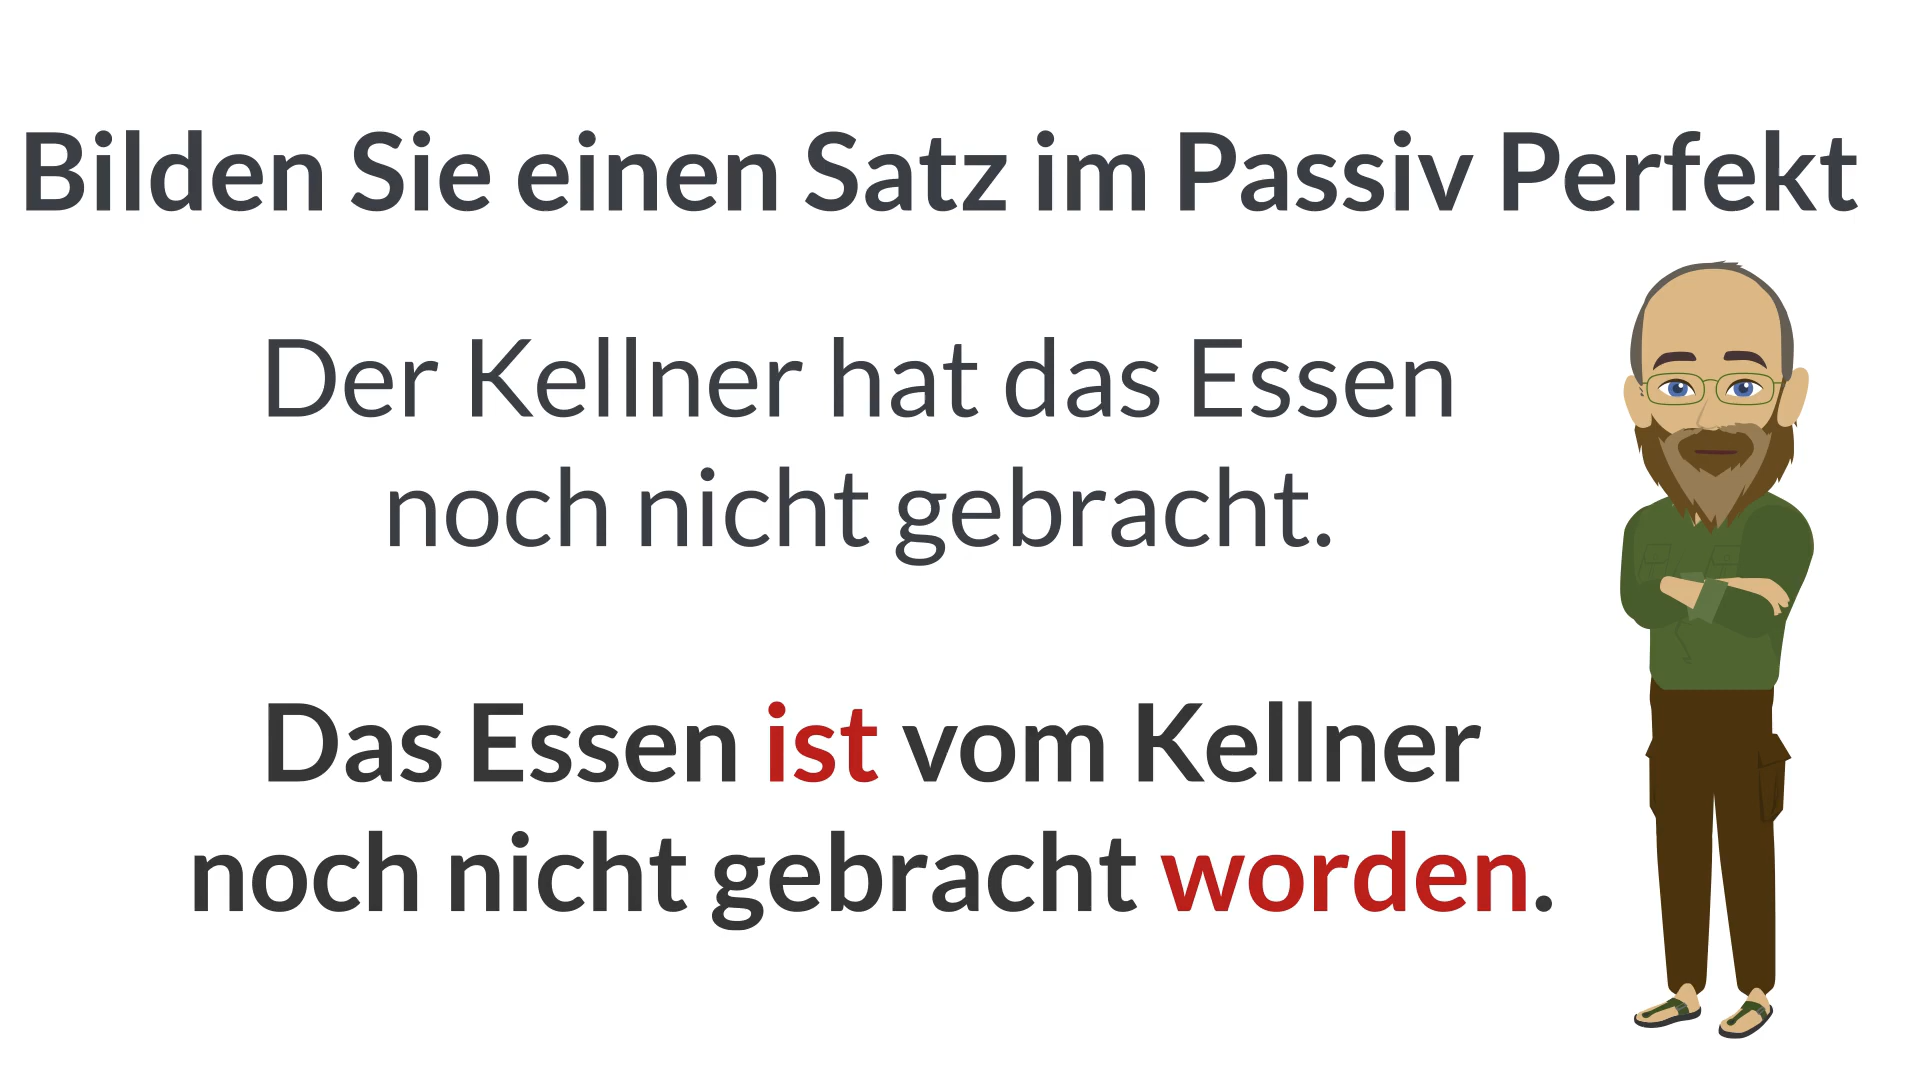 Bilden Sie einen Satz im Passiv Perfekt
Der Kellner hat das Essen
noch nicht gebracht.
Das Essen ist vom Kellner
noch nicht gebracht worden.